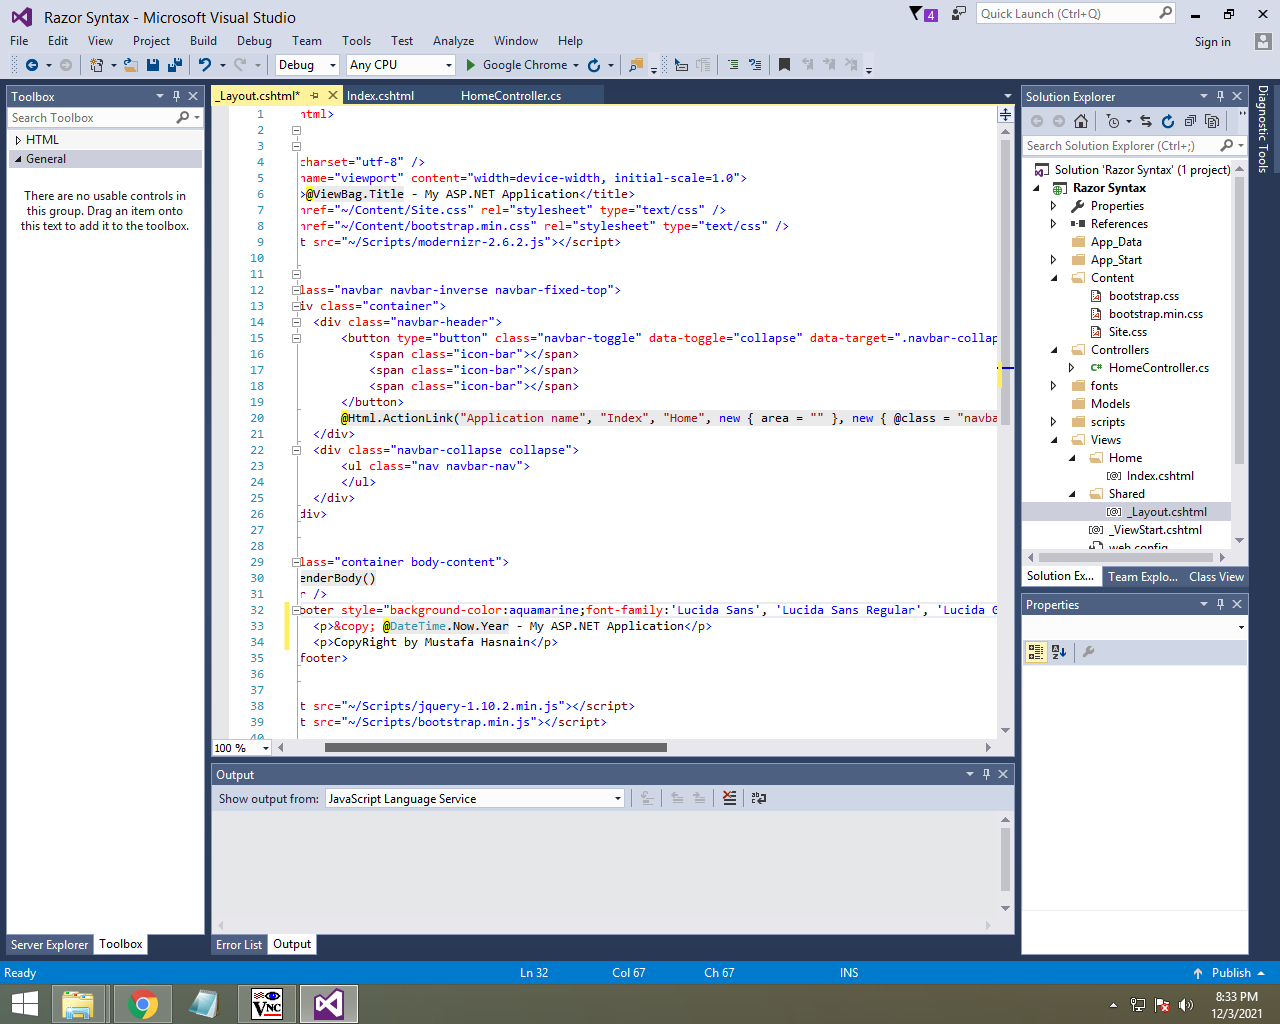 Razor Syntax - Microsoft Visual Studio
4
Quick Launch (Ctrl+Q)
File Edit View Project Build Debug Team Tools Test Analyze Window Help
Sign in
Debug Any CPU Google Chrome
Toolbox
Search Toolbox
HTML
General
There are no usable controls in
this group. Drag an item onto
this text to add it to the toolbox.
Server Explorer Toolbox
_Layout.cshtml* Index.cshtml HomeController.cs
1 html>
2
3
4 charset="utf-8" />
5 name="viewport" content="width=device-width, initial-scale=1.0">
6 >@ViewBag.Title - My ASP.NET Application</title>
7 href="~/Content/Site.css" rel="stylesheet" type="text/css" />
8 href="~/Content/bootstrap.min.css" rel="stylesheet" type="text/css" />
9 t src="~/Scripts/modernizr-2.6.2.js"></script>
10
11
12 lass="navbar navbar-inverse navbar-fixed-top">
13 iv class="container">
14 <div class="navbar-header">
15 <button type="button" class="navbar-toggle" data-toggle="collapse" data-target=".navbar-collap
16 <span class="icon-bar"></span>
17 <span class="icon-bar"></span>
18 <span class="icon-bar"></span>
19 </button>
20 @Html.ActionLink("Application name", "Index", "Home", new { area = "" }, new { @class = "navba
21 </div>
22 <div class="navbar-collapse collapse">
23 <ul class="nav navbar-nav">
24 </ul>
25 </div>
26 div>
27
28
29 lass="container body-content">
30 enderBody()
31 r />
32 ooter style="background-color:aquamarine;font-family:'Lucida Sans', 'Lucida Sans Regular', 'Lucida G
33 <p>&copy; @DateTime.Now.Year - My ASP.NET Application</p>
34 <p>CopyRight by Mustafa Hasnain</p>
35 footer>
36
37
38 t src="~/Scripts/jquery-1.10.2.min.js"></script>
39 t src="~/Scripts/bootstrap.min.js"></script>
40
100 %
Output
Show output from: JavaScript Language Service
Error List Output
Solution Explorer
Search Solution Explorer (Ctrl+;)
Solution 'Razor Syntax' (1 project)
Razor Syntax
Properties
References
App_Data
App_Start
Content
bootstrap.css
bootstrap.min.css
Site.css
Controllers
C# HomeController.cs
fonts
Models
scripts
Views
Home
[@] Index.cshtml
Shared
[@] _Layout.cshtml
[@] _ViewStart.cshtml
web.config
Solution Ex... Team Explo... Class View
Properties
Diagnostic Tools
Ready Ln 32 Col 67 Ch 67 INS Publish
VNC
8:33 PM
12/3/2021